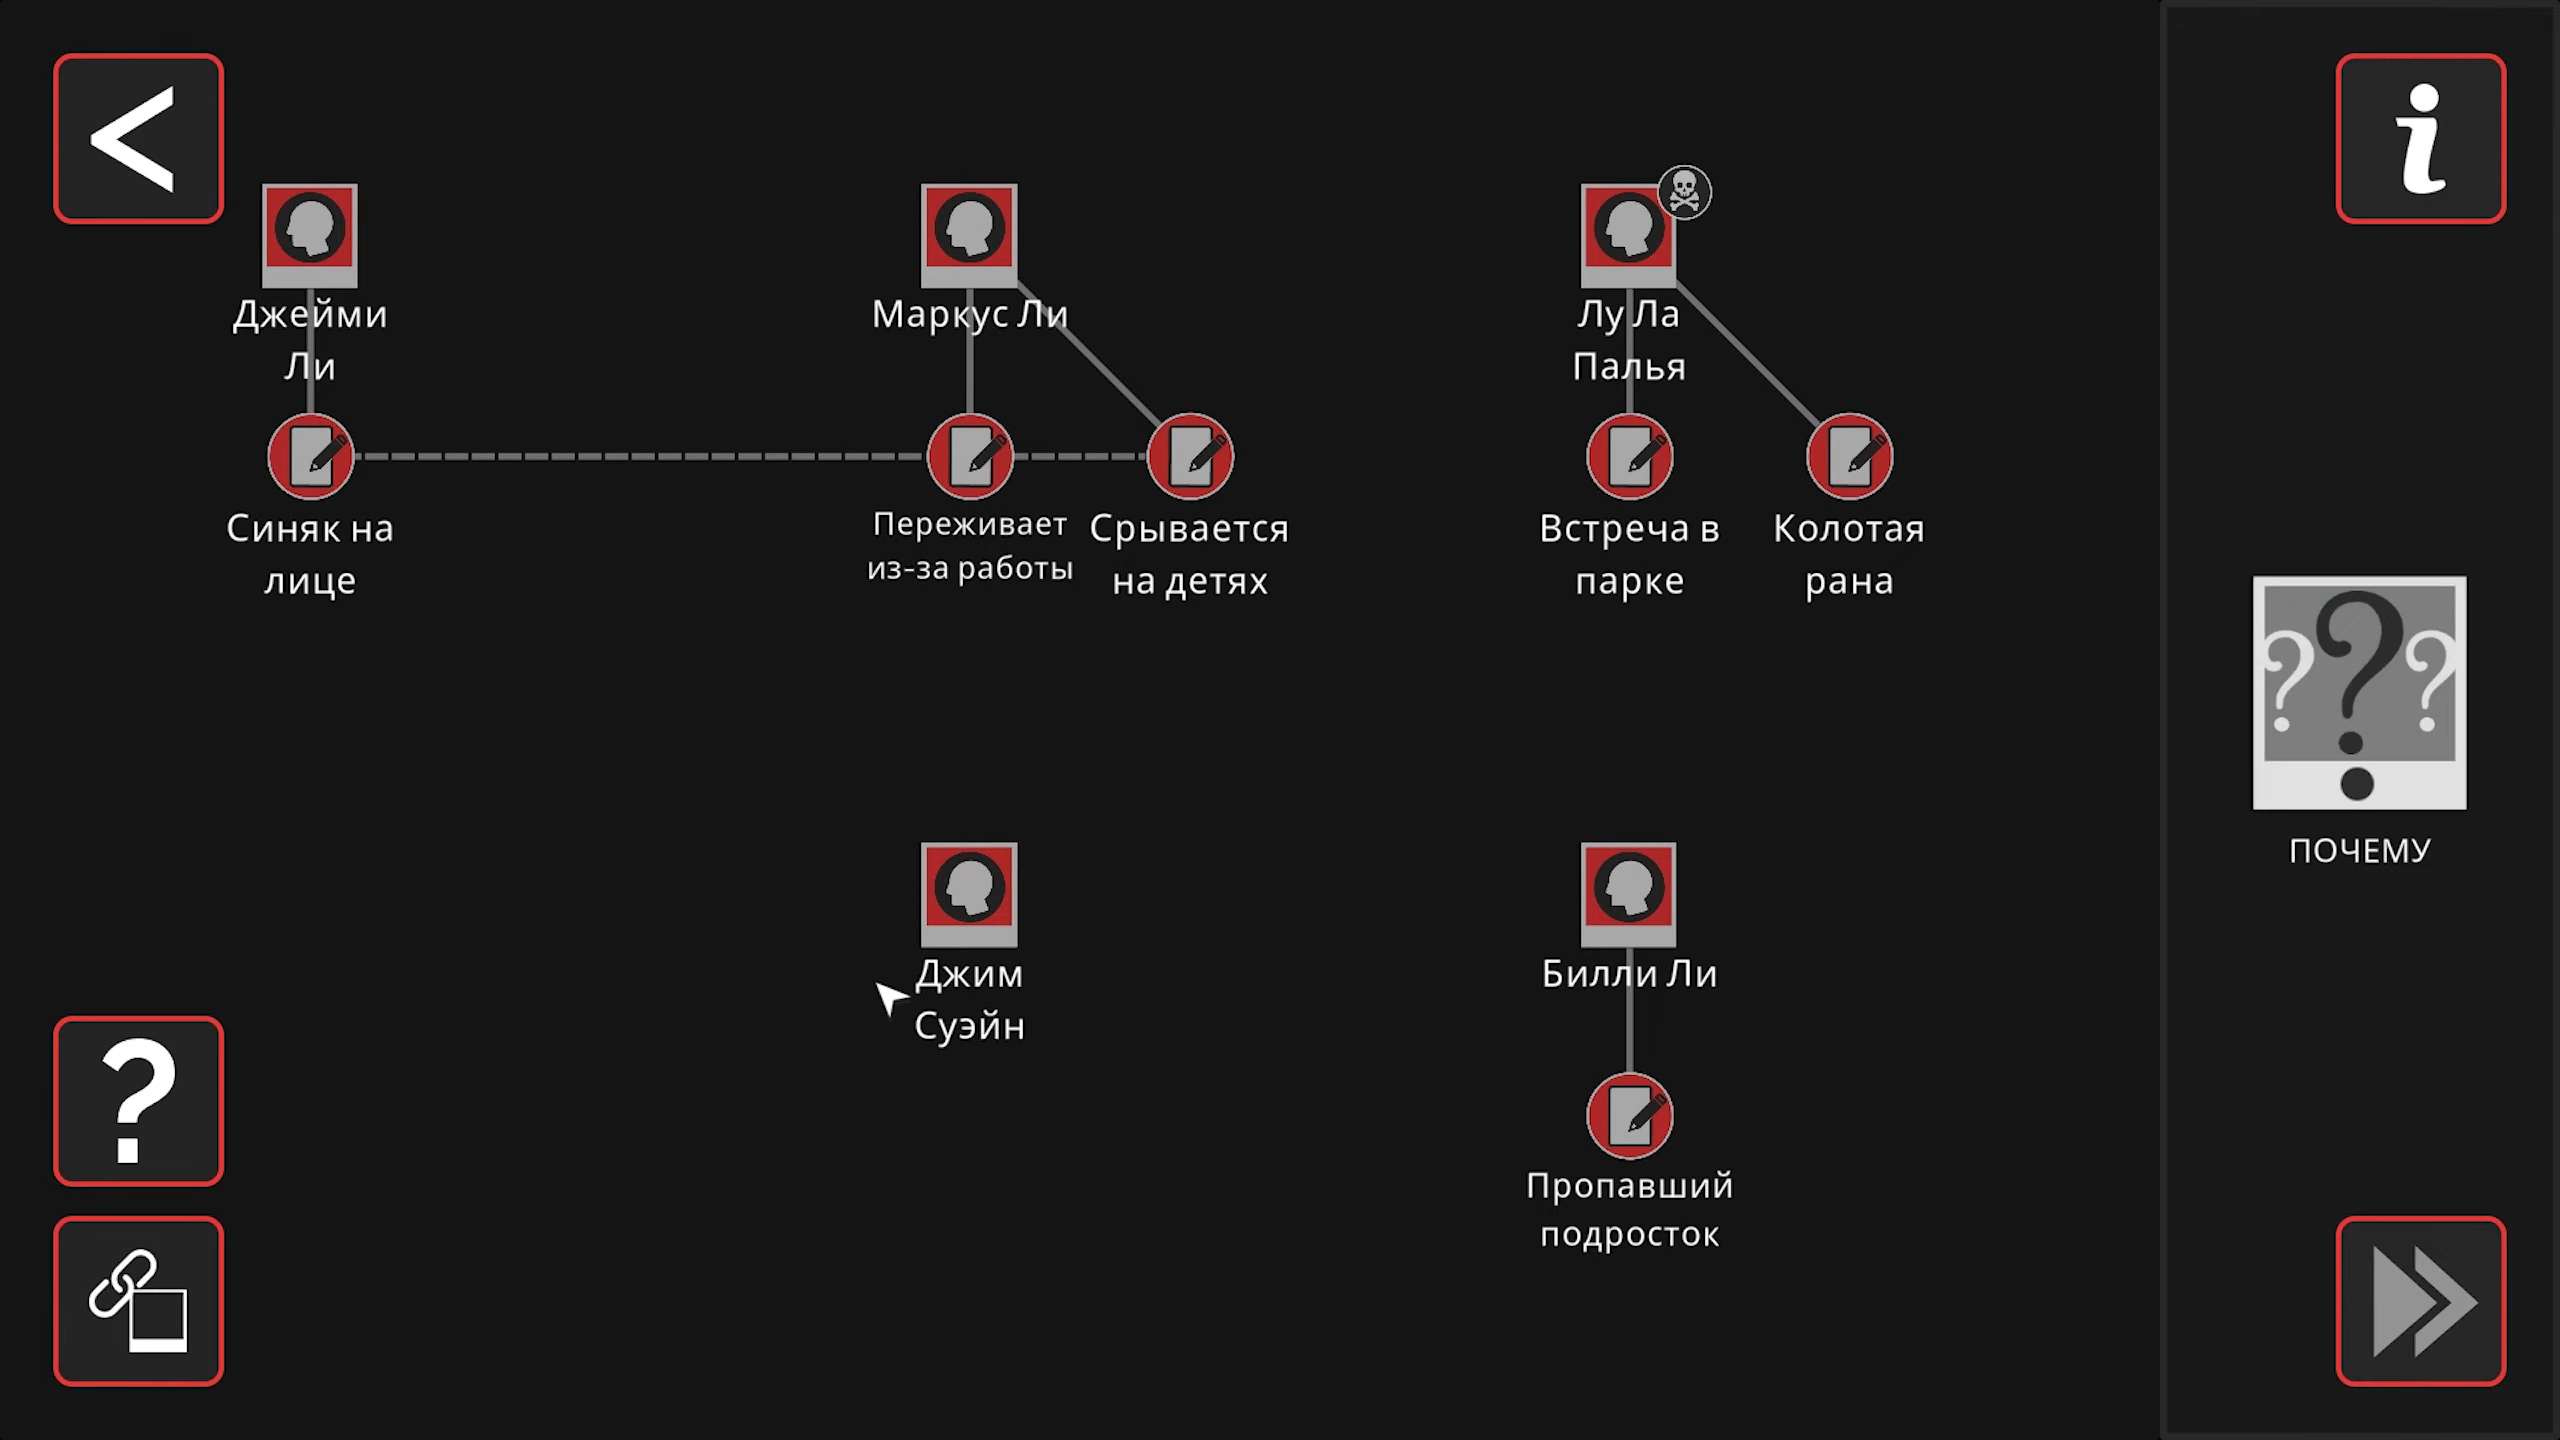 Джейми
Ли
Маркус Ли
Лу Ла
Палья
Синяк на
лице
Переживает
из-за работы
Срывается
на детях
Встреча в
парке
Колотая
рана
???
ПОЧЕМУ
Джим
Суэйн
Билли Ли
Пропавший
подросток